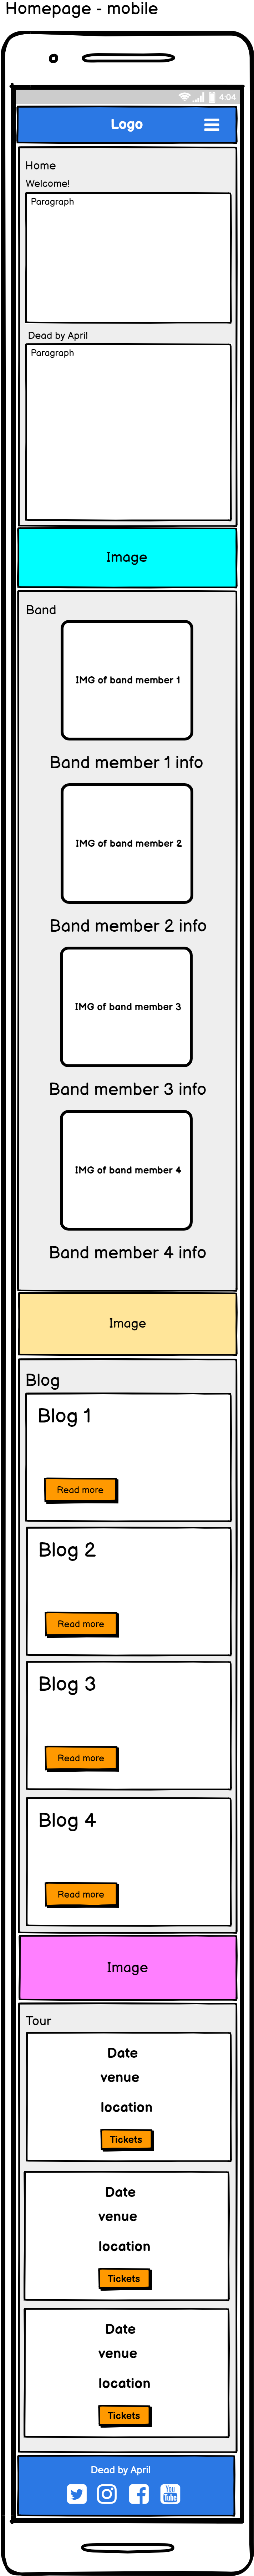 Homepage - mobile
4:04
Logo
Home
Welcome!
Paragraph
Dead by April
Paragraph
Image
Band
IMG of band member 1
Band member 1 info
IMG of band member 2
Band member 2 info
IMG of band member 3
Band member 3 info
IMG of band member 4
Band member 4 info
Image
Blog
Blog 1
Read more
Blog 2
Read more
Blog 3
Read more
Blog 4
Read more
Image
Tour
Date
venue
location
Tickets
Date
venue
location
Tickets
Date
venue
location
Tickets
Dead by April
You
Tube